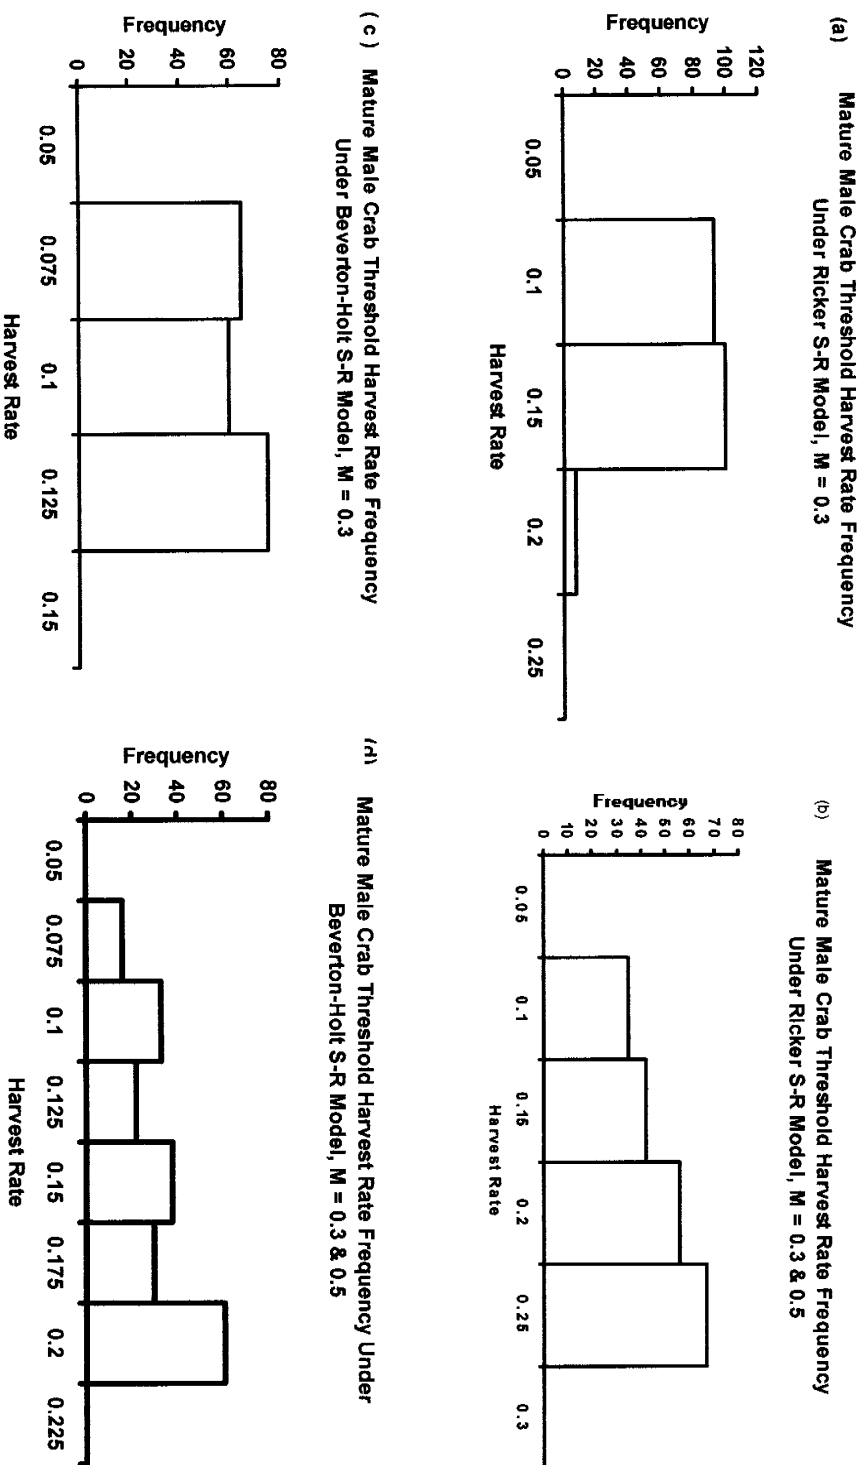 (a) Mature Male Crab Threshold Harvest Rate Frequency
Under Ricker S-R Model, M = 0.3
Frequency
120
100
80
60
40
20
0
0.05 0.1 0.15 0.2 0.25
Harvest Rate
(b) Mature Male Crab Threshold Harvest Rate Frequency
Under Ricker S-R Model, M = 0.3 & 0.5
Frequency
80
70
60
50
40
30
20
10
0
0.05 0.1 0.15 0.2 0.25 0.3
Harvest Rate
(c) Mature Male Crab Threshold Harvest Rate Frequency
Under Beverton-Holt S-R Model, M = 0.3
Frequency
80
60
40
20
0
0.05 0.075 0.1 0.125 0.15
Harvest Rate
(d) Mature Male Crab Threshold Harvest Rate Frequency Under
Beverton-Holt S-R Model, M = 0.3 & 0.5
Frequency
80
60
40
20
0
0.05 0.075 0.1 0.125 0.15 0.175 0.2 0.225
Harvest Rate